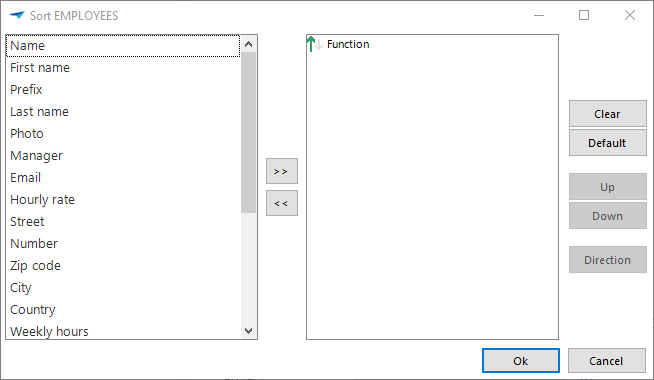 Sort EMPLOYEES
Name
First name
Prefix
Last name
Photo
Manager
Email
Hourly rate
Street
Number
Zip code
City
Country
Weekly hours
>>
<<
Function
Clear
Default
Up
Down
Direction
Ok
Cancel